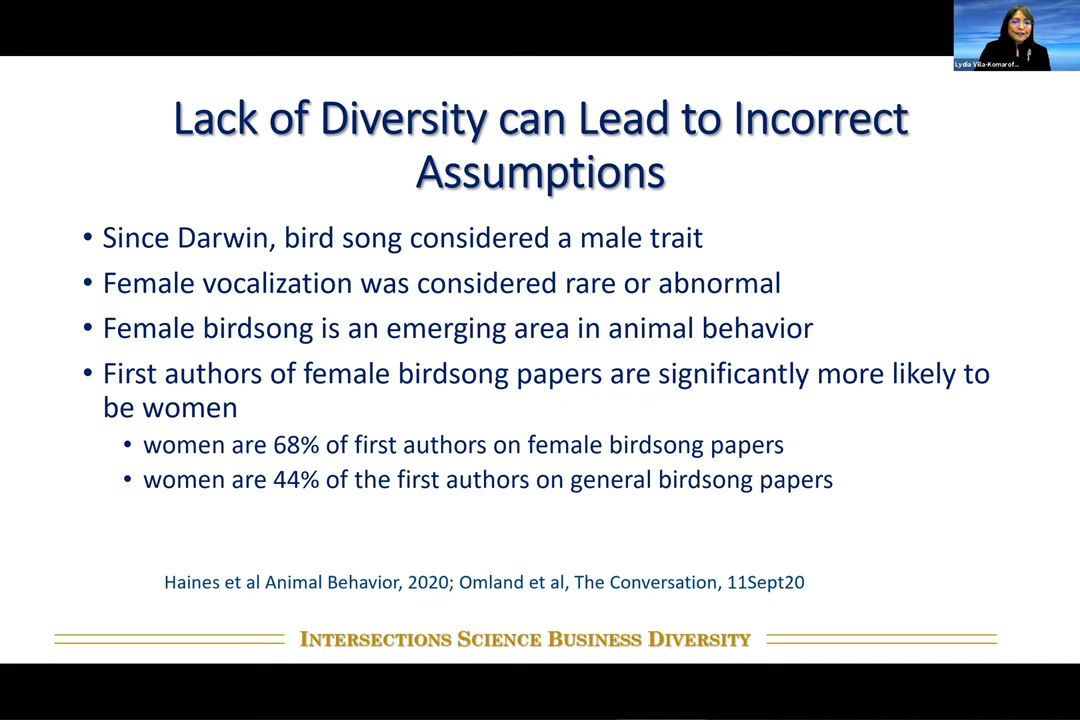 Lydia Villa-Komarof...
Lack of Diversity can Lead to Incorrect
Assumptions
• Since Darwin, bird song considered a male trait
• Female vocalization was considered rare or abnormal
• Female birdsong is an emerging area in animal behavior
• First authors of female birdsong papers are significantly more likely to
be women
• women are 68% of first authors on female birdsong papers
• women are 44% of the first authors on general birdsong papers
Haines et al Animal Behavior, 2020; Omland et al, The Conversation, 11Sept20
INTERSECTIONS SCIENCE BUSINESS DIVERSITY